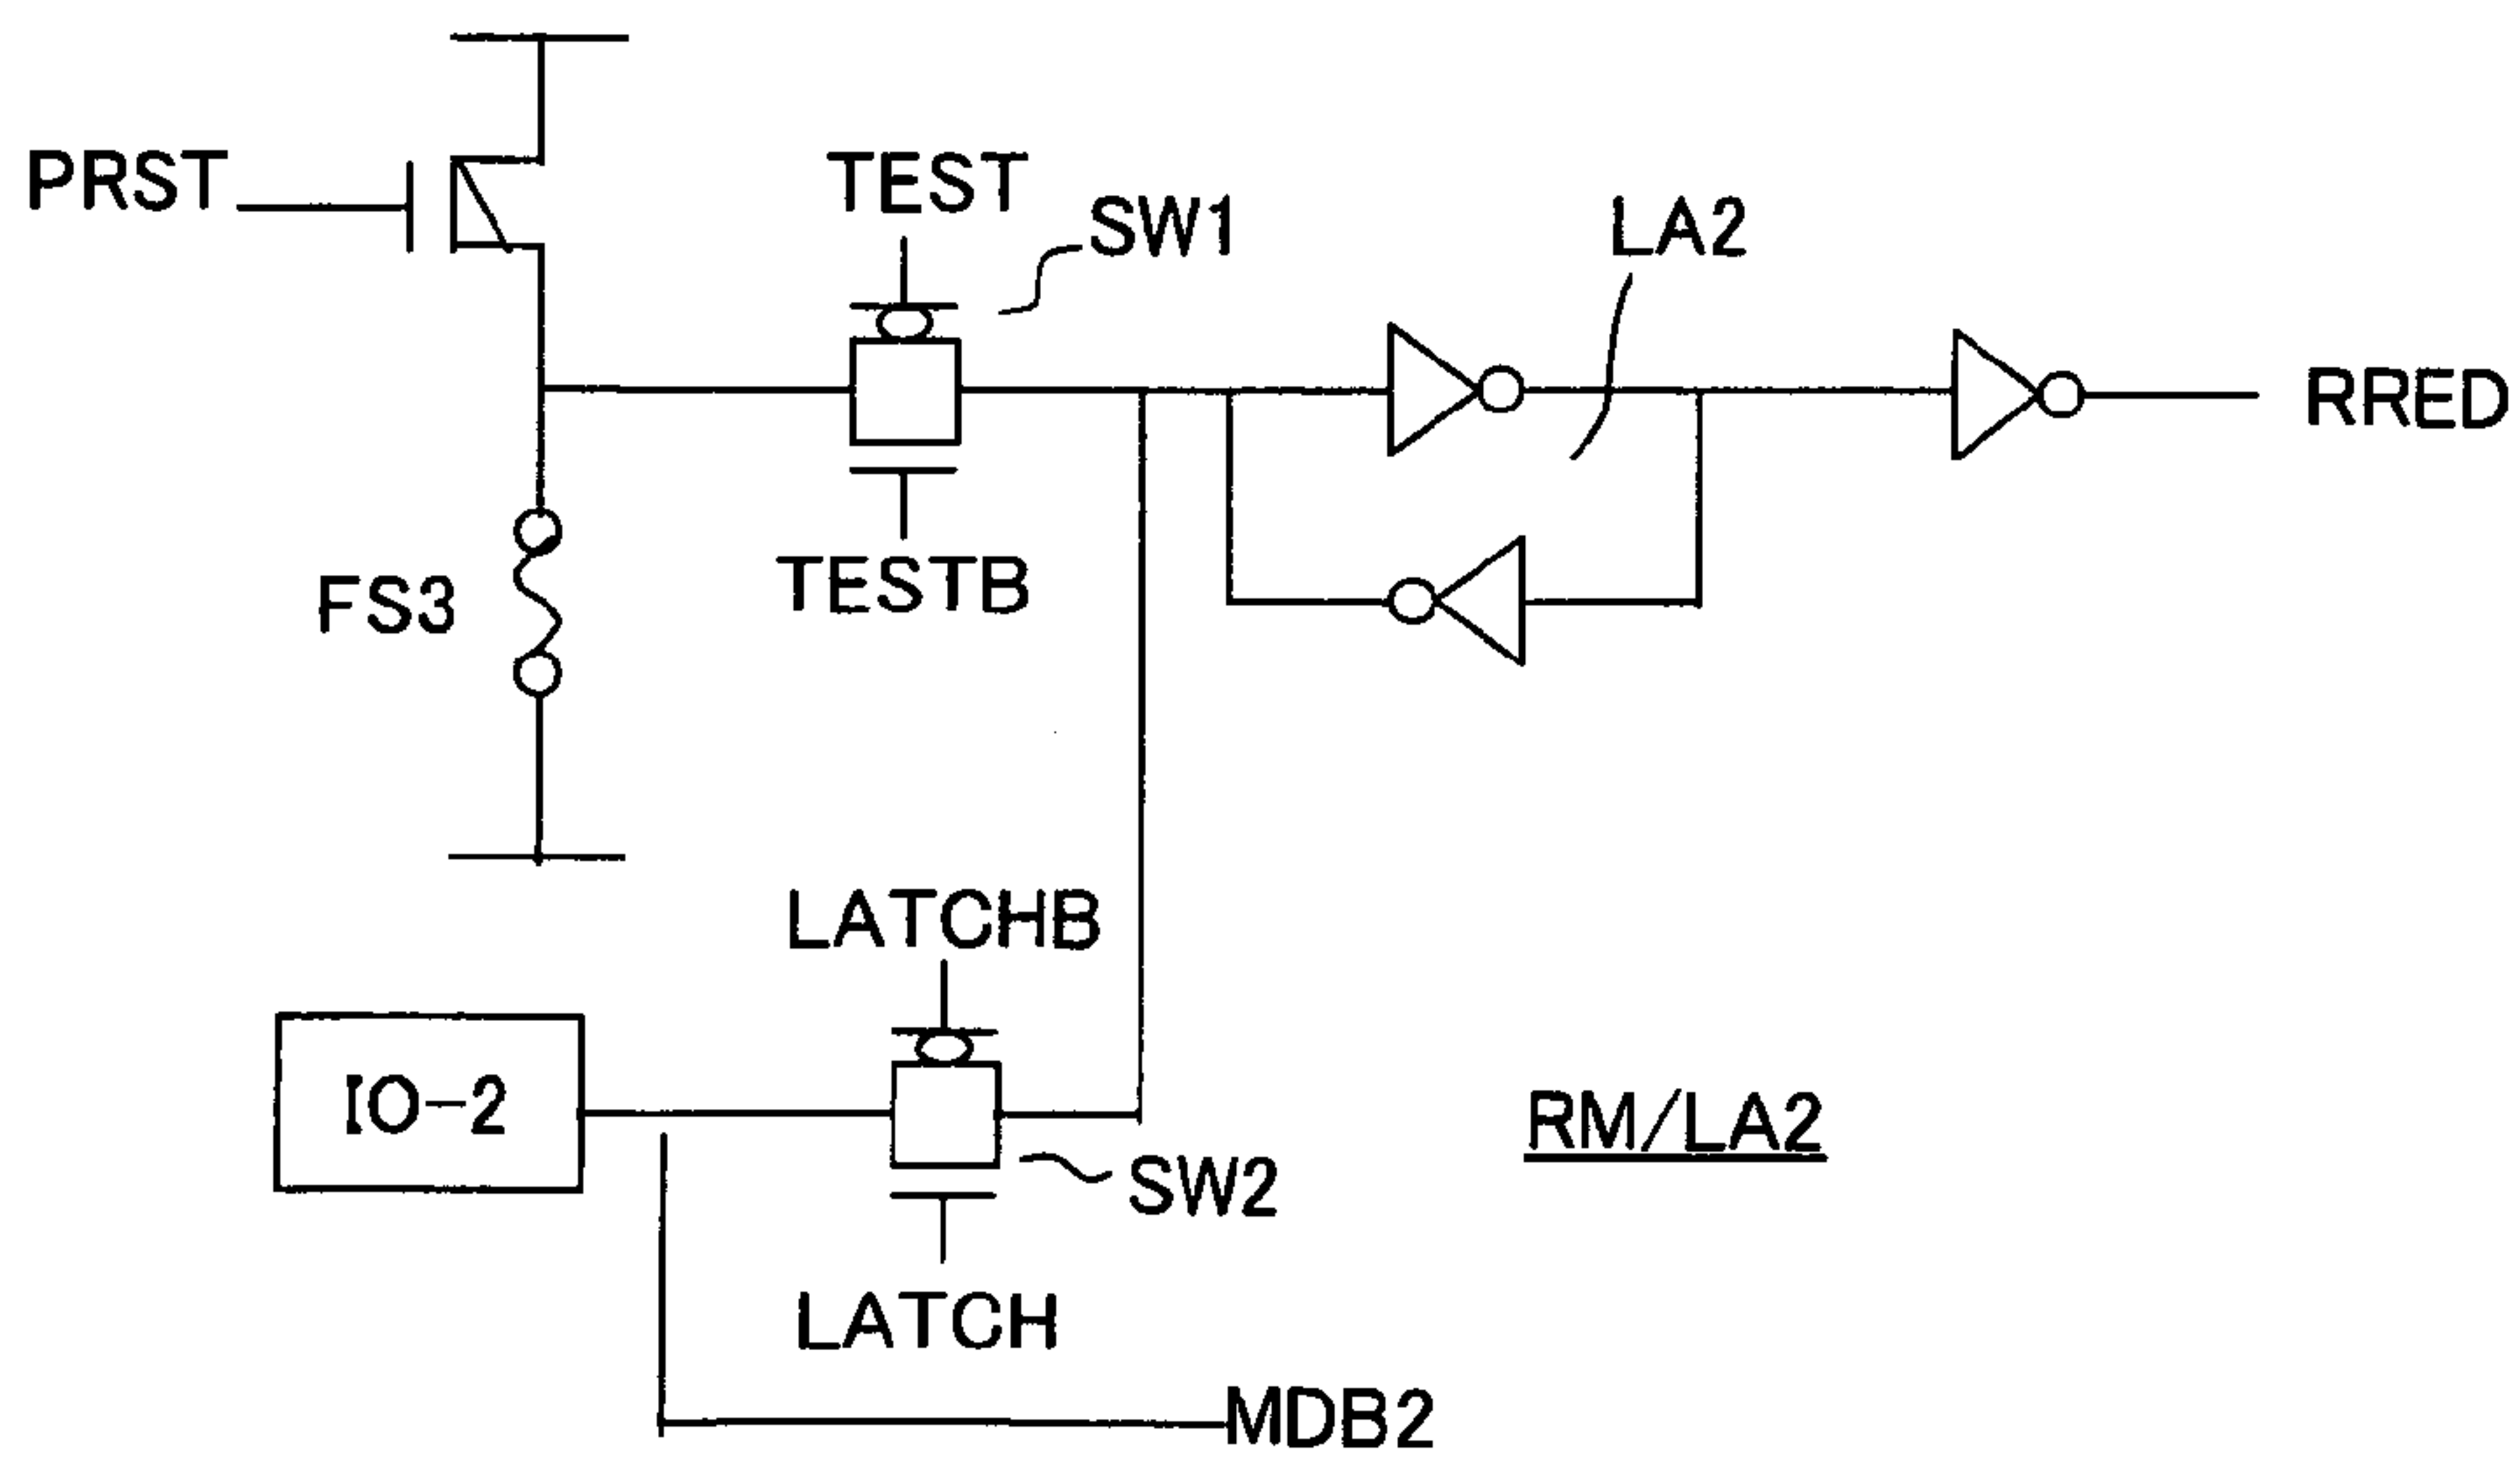 PRST
TEST
SW1
LA2
RRED
TESTB
FS3
LATCHB
IO-2
RM/LA2
SW2
LATCH
MDB2